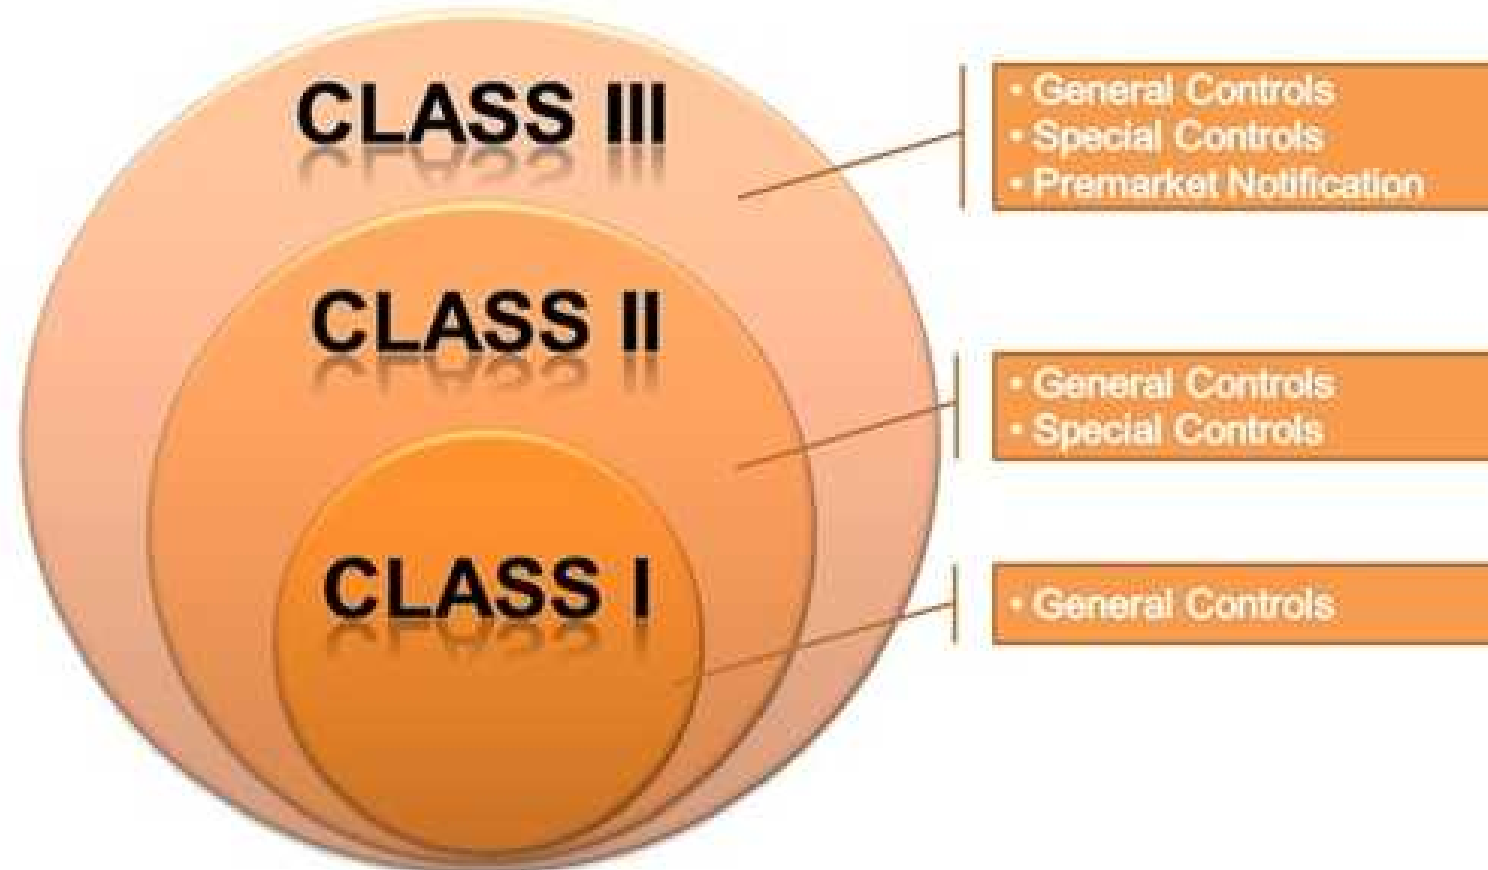 CLASS III
• General Controls
• Special Controls
• Premarket Notification
CLASS II
• General Controls
• Special Controls
CLASS I
• General Controls